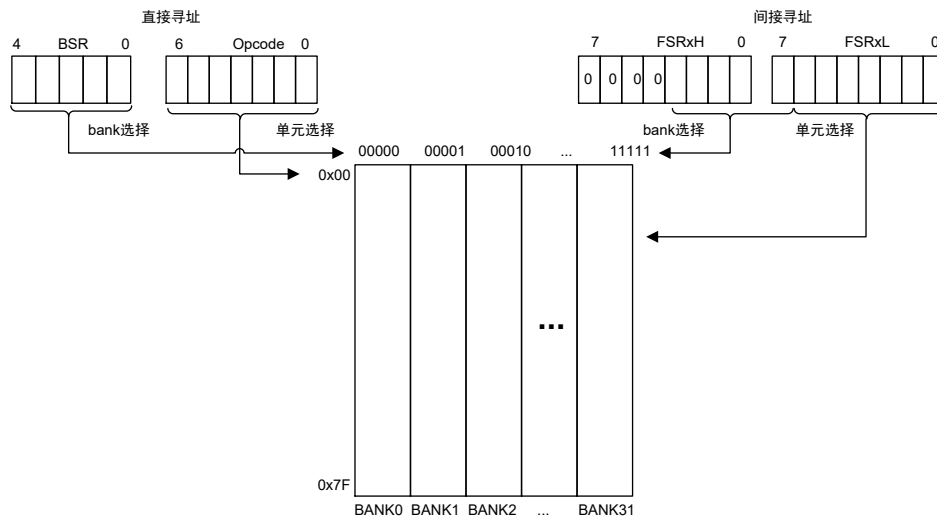 直接寻址 间接寻址
4 BSR 0 6 Opcode 0 7 FSRxH 0 7 FSRxL 0
0 0 0 0
bank选择 单元选择 bank选择 单元选择
00000 00001 00010 ... 11111
0x00
...
0x7F
BANK0 BANK1 BANK2 ... BANK31